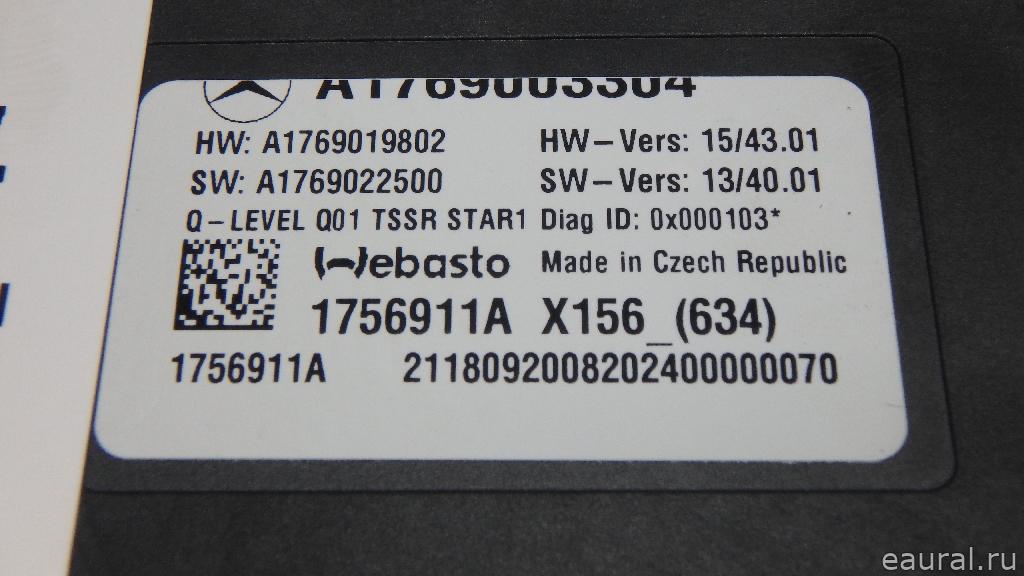 A1769003304
HW: A1769019802 HW-Vers: 15/43.01
SW: A1769022500 SW-Vers: 13/40.01
Q-LEVEL Q01 TSSR STAR1 Diag ID: 0x000103*
Webasto Made in Czech Republic
1756911A X156_(634)
1756911A 2118092008202400000070
eaural.ru